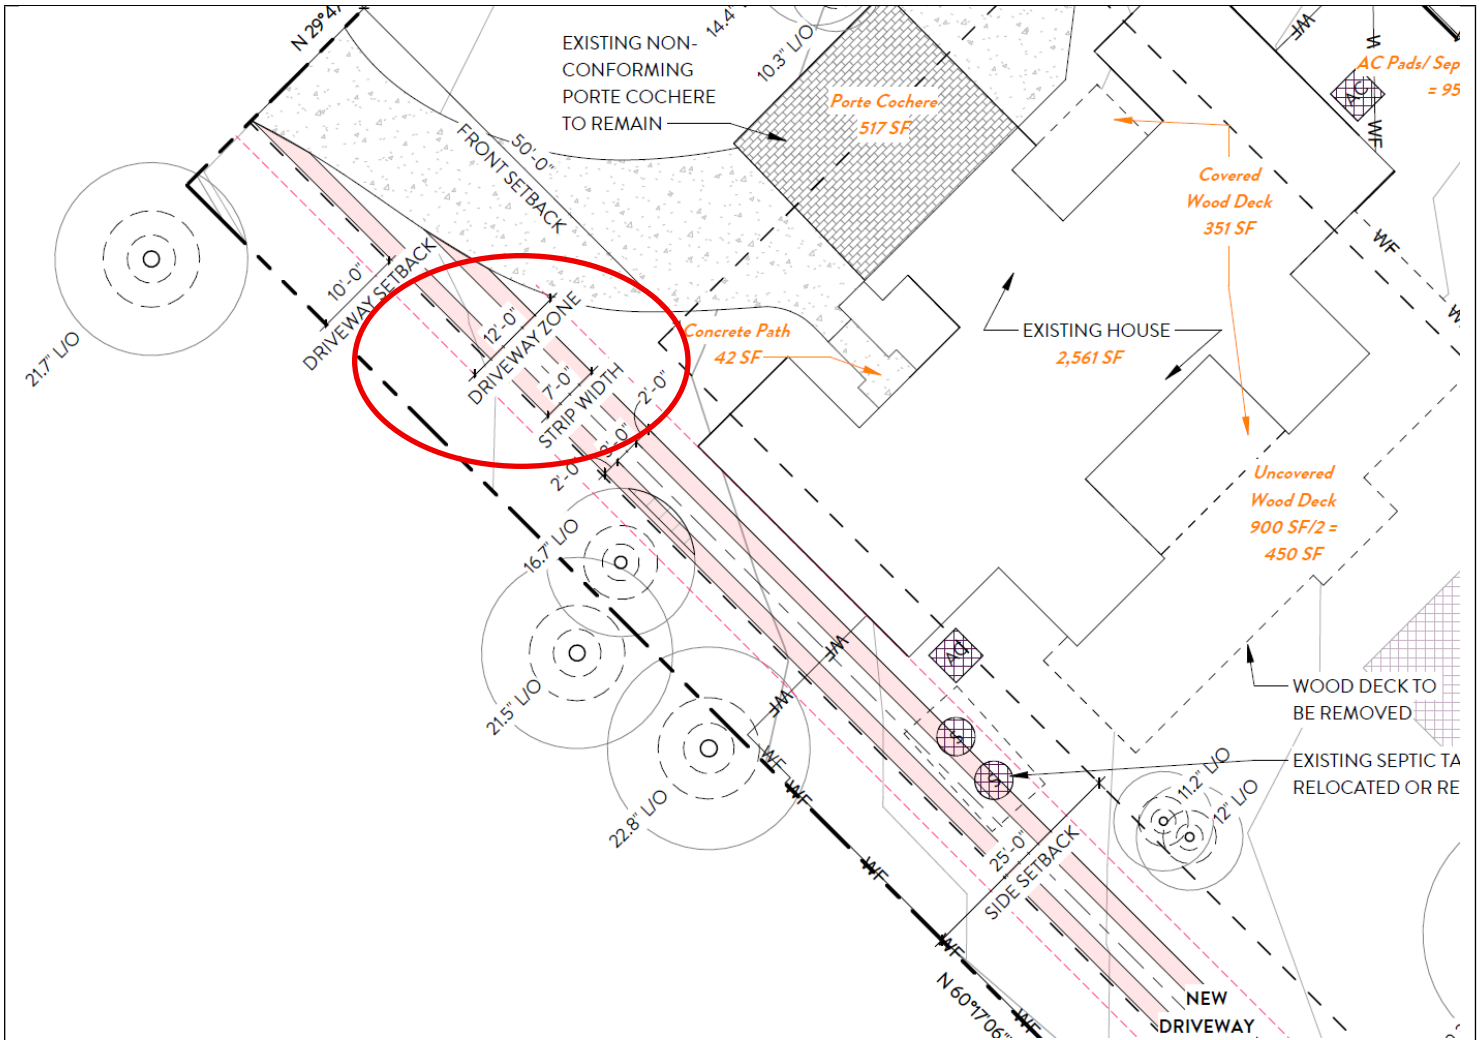 N 29°47
14.4"
10.3" L/O
EXISTING NON-
CONFORMING
PORTE COCHERE
TO REMAIN
Porte Cochere
517 SF
WF
W
AC Pads/ Sep
= 95
AC
WF
50'-0"
FRONT SETBACK
Covered
Wood Deck
351 SF
WF
10'-0"
DRIVEWAY SETBACK
21.7" L/O
12'-0"
DRIVEWAY ZONE
7'-0"
STRIP WIDTH
2'-0"
3'-0"
2'-0"
Concrete Path
42 SF
EXISTING HOUSE
2,561 SF
Uncovered
Wood Deck
900 SF/2 =
450 SF
16.7" L/O
21.5" L/O
22.8" L/O
WF
WF
WF
WF
WF
WF
WF
AC
S
S
WOOD DECK TO
BE REMOVED
EXISTING SEPTIC TA
RELOCATED OR RE
11.2" L/O
12" L/O
25'-0"
SIDE SETBACK
N 60°17'06"
NEW
DRIVEWAY